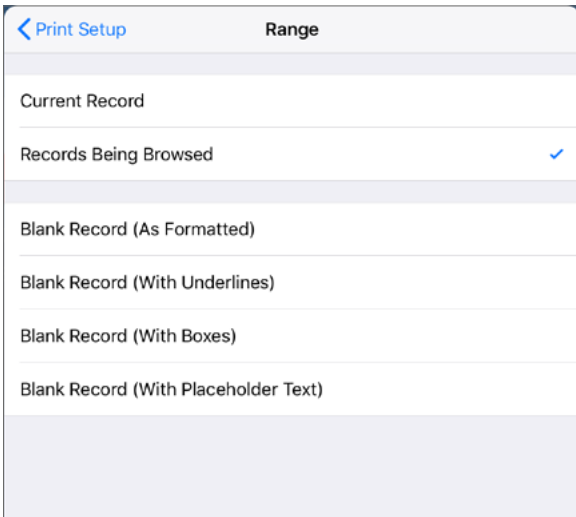 Print Setup
Range
Current Record
Records Being Browsed
Blank Record (As Formatted)
Blank Record (With Underlines)
Blank Record (With Boxes)
Blank Record (With Placeholder Text)